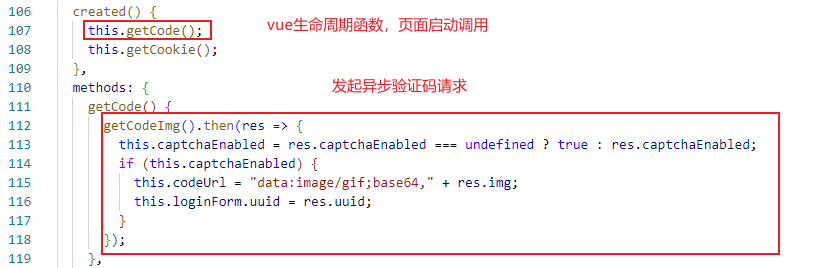 106 created() {
107 this.getCode(); vue生命周期函数，页面启动调用
108 this.getCookie();
109 },
110 methods: { 发起异步验证码请求
111 getCode() {
112 getCodeImg().then(res => {
113 this.captchaEnabled = res.captchaEnabled === undefined ? true : res.captchaEnabled;
114 if (this.captchaEnabled) {
115 this.codeUrl = "data:image/gif;base64," + res.img;
116 this.loginForm.uuid = res.uuid;
117 }
118 });
119 },